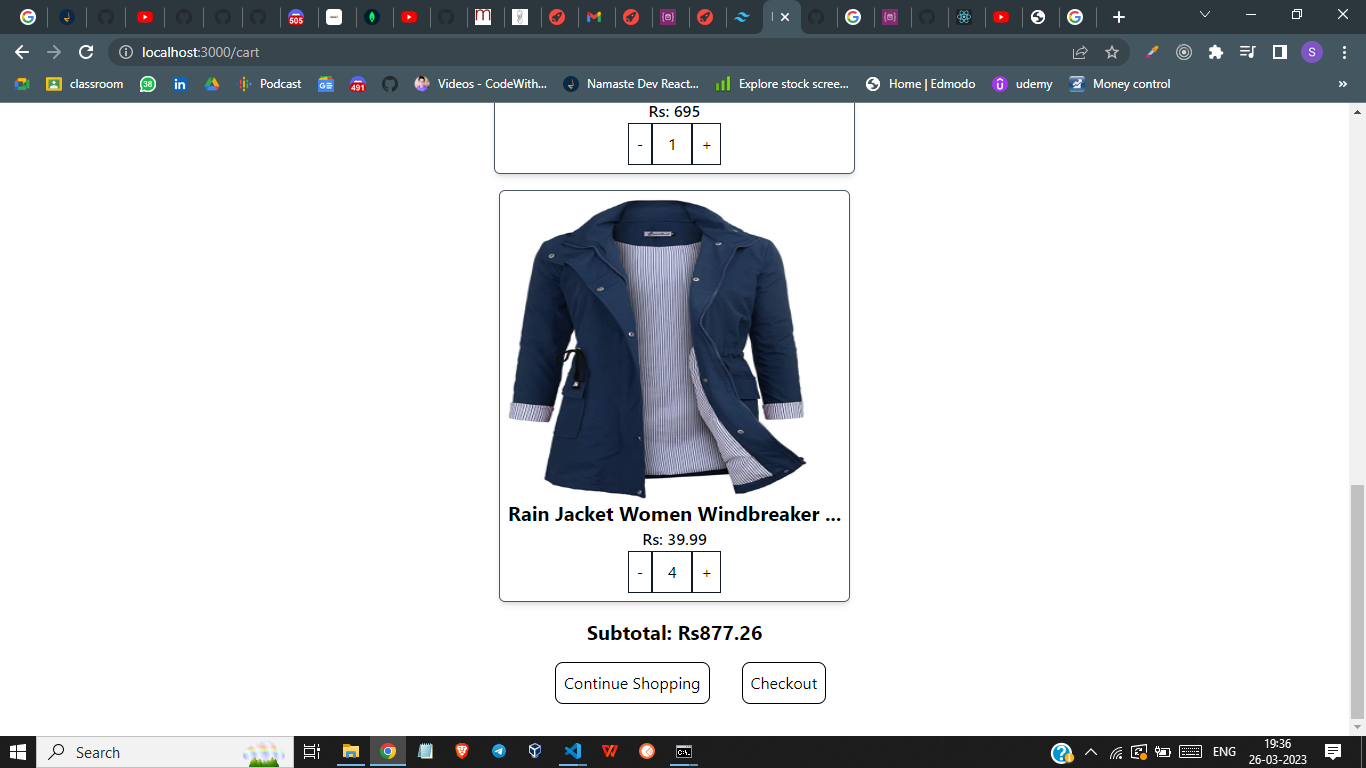 505
localhost:3000/cart
S
classroom
38
Podcast
491
Videos - CodeWith...
Namaste Dev React...
Explore stock scree...
Home | Edmodo
udemy
Money control
»
Rs: 695
- 1 +
Rain Jacket Women Windbreaker ...
Rs: 39.99
- 4 +
Subtotal: Rs877.26
Continue Shopping
Checkout
Search
ENG
19:36
26-03-2023